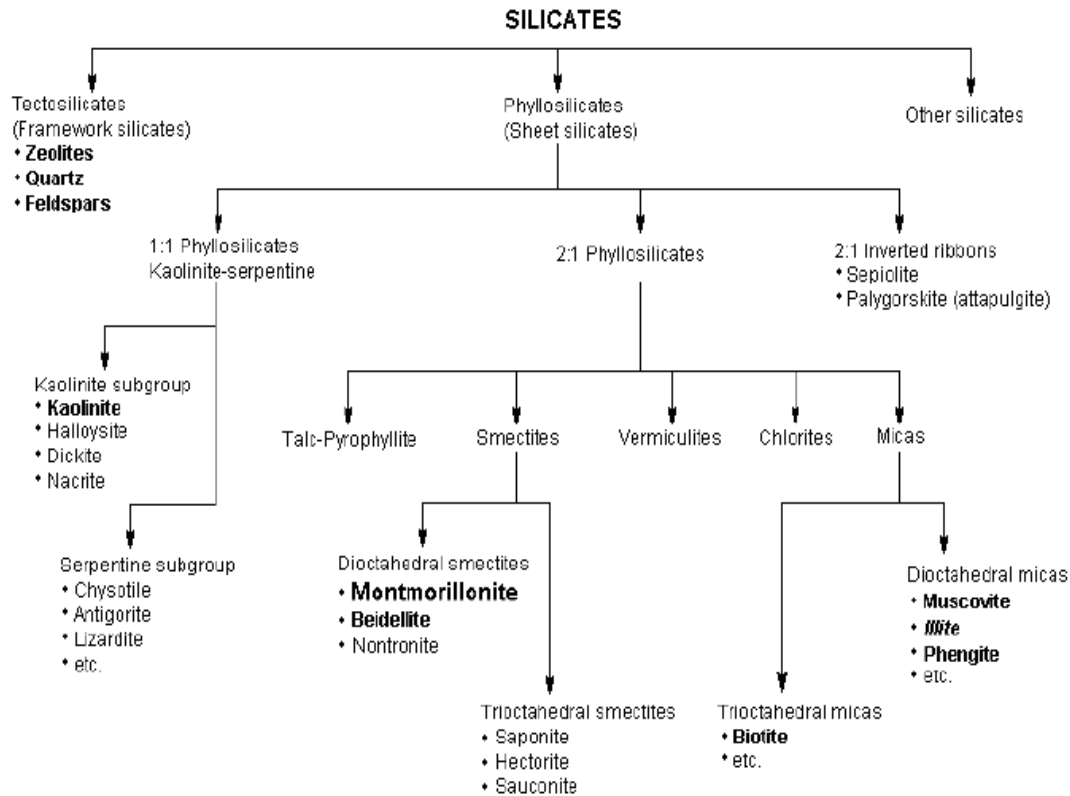 SILICATES
Tectosilicates
(Framework silicates)
• Zeolites
• Quartz
• Feldspars
Phyllosilicates
(Sheet silicates)
Other silicates
1:1 Phyllosilicates
Kaolinite-serpentine
2:1 Phyllosilicates
2:1 Inverted ribbons
• Sepiolite
• Palygorskite (attapulgite)
Kaolinite subgroup
• Kaolinite
• Halloysite
• Dickite
• Nacrite
Talc-Pyrophyllite
Smectites
Vermiculites
Chlorites
Micas
Serpentine subgroup
• Chysotile
• Antigorite
• Lizardite
• etc.
Dioctahedral smectites
• Montmorillonite
• Beidellite
• Nontronite
Dioctahedral micas
• Muscovite
• Illite
• Phengite
• etc.
Trioctahedral smectites
• Saponite
• Hectorite
• Sauconite
Trioctahedral micas
• Biotite
• etc.